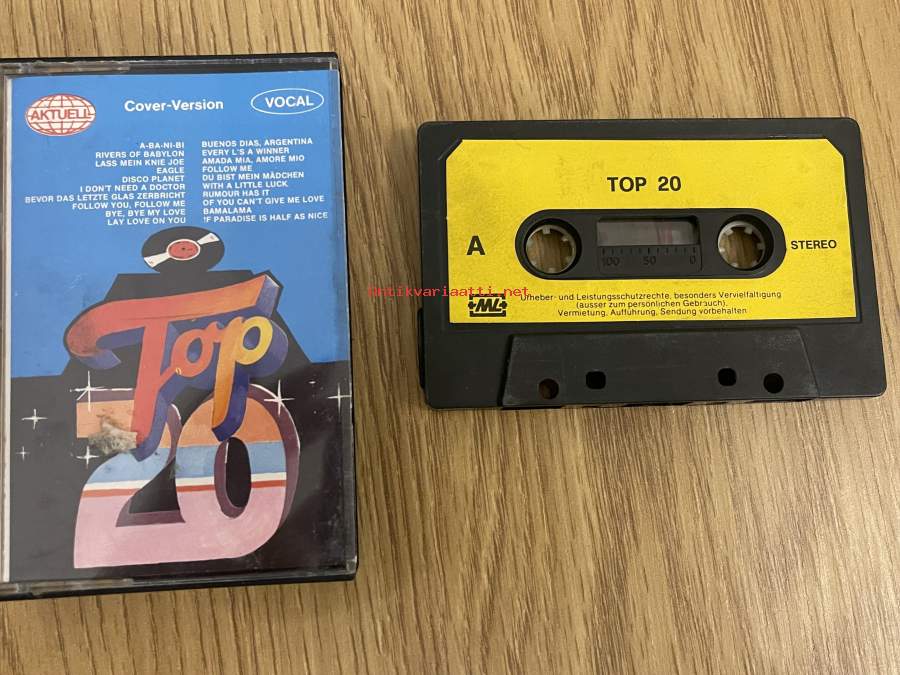 AKTUELL
Cover-Version
VOCAL
A-BA-NI-BI
RIVERS OF BABYLON
LASS MEIN KNIE JOE
EAGLE
DISCO PLANET
I DON'T NEED A DOCTOR
BEVOR DAS LETZTE GLAS ZERBRICHT
FOLLOW YOU, FOLLOW ME
BYE, BYE MY LOVE
LAY LOVE ON YOU
BUENOS DIAS, ARGENTINA
EVERY L'S A WINNER
AMADA MIA, AMORE MIO
FOLLOW ME
DU BIST MEIN MÄDCHEN
WITH A LITTLE LUCK
RUMOUR HAS IT
OF YOU CAN'T GIVE ME LOVE
BAMALAMA
'F PARADISE IS HALF AS NICE
Top
20
antikvariaatti.net
TOP 20
A
STEREO
100 50 0
ML
Urheber- und Leistungsschutzrechte, besonders Vervielfältigung
(ausser zum persönlichen Gebrauch),
Vermietung, Aufführung, Sendung vorbehalten